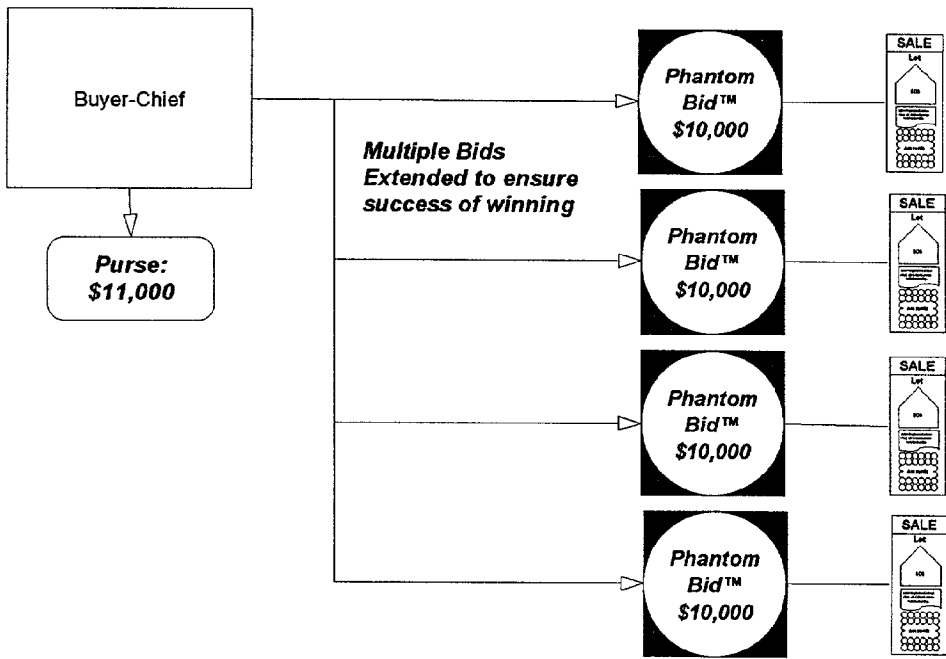 Buyer-Chief
Purse:
$11,000
Multiple Bids
Extended to ensure
success of winning
Phantom
Bid™
$10,000
SALE
Lot
Phantom
Bid™
$10,000
SALE
Lot
Phantom
Bid™
$10,000
SALE
Lot
Phantom
Bid™
$10,000
SALE
Lot